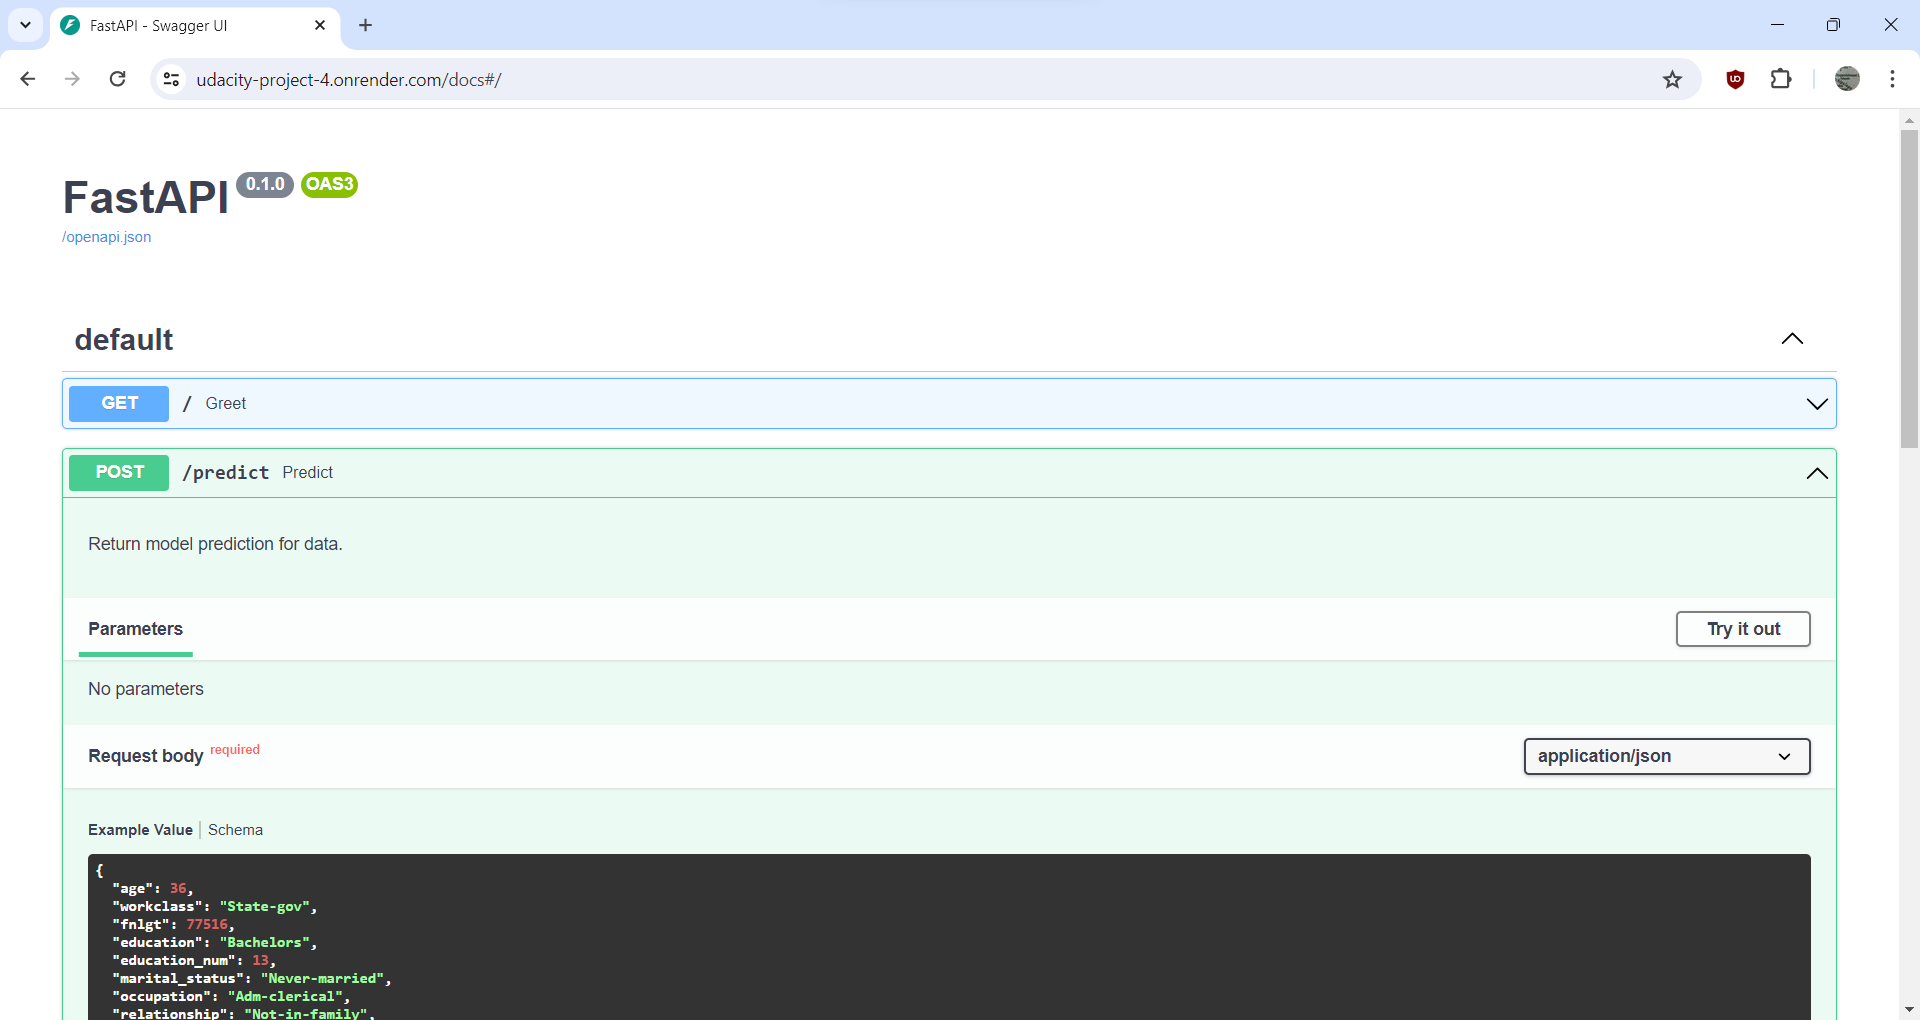 FastAPI - Swagger UI
udacity-project-4.onrender.com/docs#/
FastAPI 0.1.0 OAS3
/openapi.json
default
GET / Greet
POST /predict Predict
Return model prediction for data.
Parameters
Try it out
No parameters
Request body required
application/json
Example Value | Schema
{
"age": 36,
"workclass": "State-gov",
"fnlgt": 77516,
"education": "Bachelors",
"education_num": 13,
"marital_status": "Never-married",
"occupation": "Adm-clerical",
"relationship": "Not-in-family",